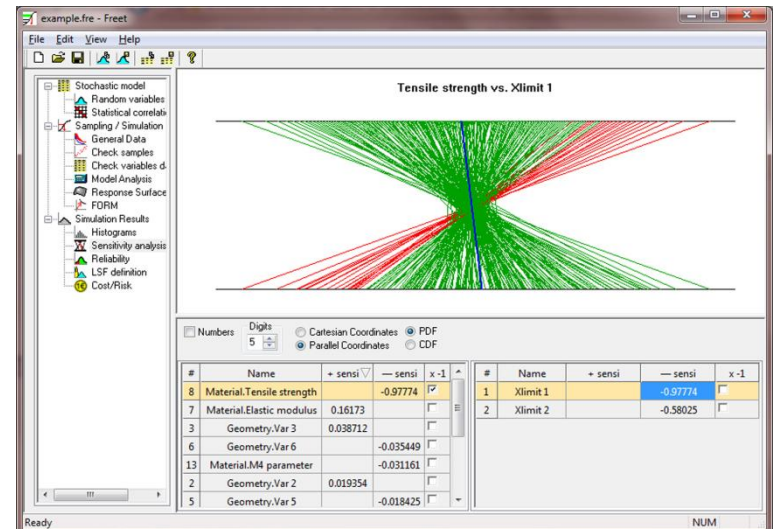 example.fre - Freet
File Edit View Help
Stochastic model
Random variables
Statistical correlati
Sampling / Simulation
General Data
Check samples
Check variables d
Model Analysis
Response Surface
FORM
Simulation Results
Histograms
Sensitivity analysis
Reliability
LSF definition
Cost/Risk
Tensile strength vs. Xlimit 1
Numbers
Digits
5
Cartesian Coordinates
Parallel Coordinates
PDF
CDF
# Name + sensi — sensi x -1
8 Material.Tensile strength -0.97774
7 Material.Elastic modulus 0.16173
3 Geometry.Var 3 0.038712
6 Geometry.Var 6 -0.035449
13 Material.M4 parameter -0.031161
2 Geometry.Var 2 0.019354
5 Geometry.Var 5 -0.018425
# Name + sensi — sensi x -1
1 Xlimit 1 -0.97774
2 Xlimit 2 -0.58025
Ready NUM